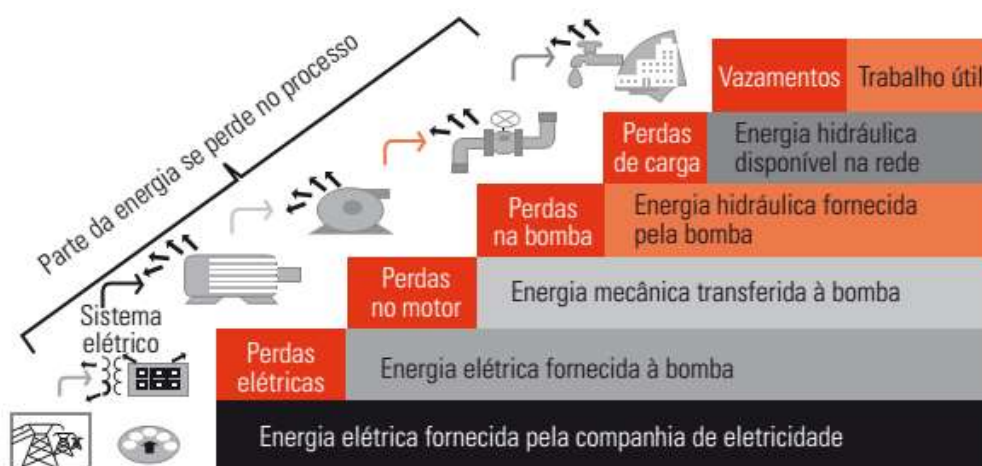 Parte da energia se perde no processo
Vazamentos
Trabalho útil
Perdas
de carga
Energia hidráulica
disponível na rede
Perdas
na bomba
Energia hidráulica fornecida
pela bomba
Perdas
no motor
Energia mecânica transferida à bomba
Sistema
elétrico
Perdas
elétricas
Energia elétrica fornecida à bomba
Energia elétrica fornecida pela companhia de eletricidade